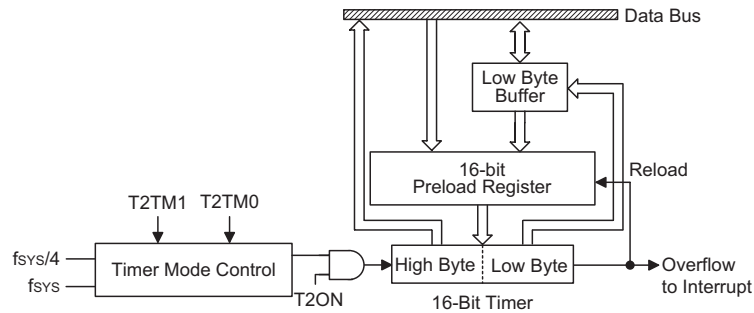 Data Bus
Low Byte
Buffer
16-bit
Preload Register
Reload
T2TM1
T2TM0
fSYS/4
fSYS
Timer Mode Control
T2ON
High Byte
Low Byte
16-Bit Timer
Overflow
to Interrupt